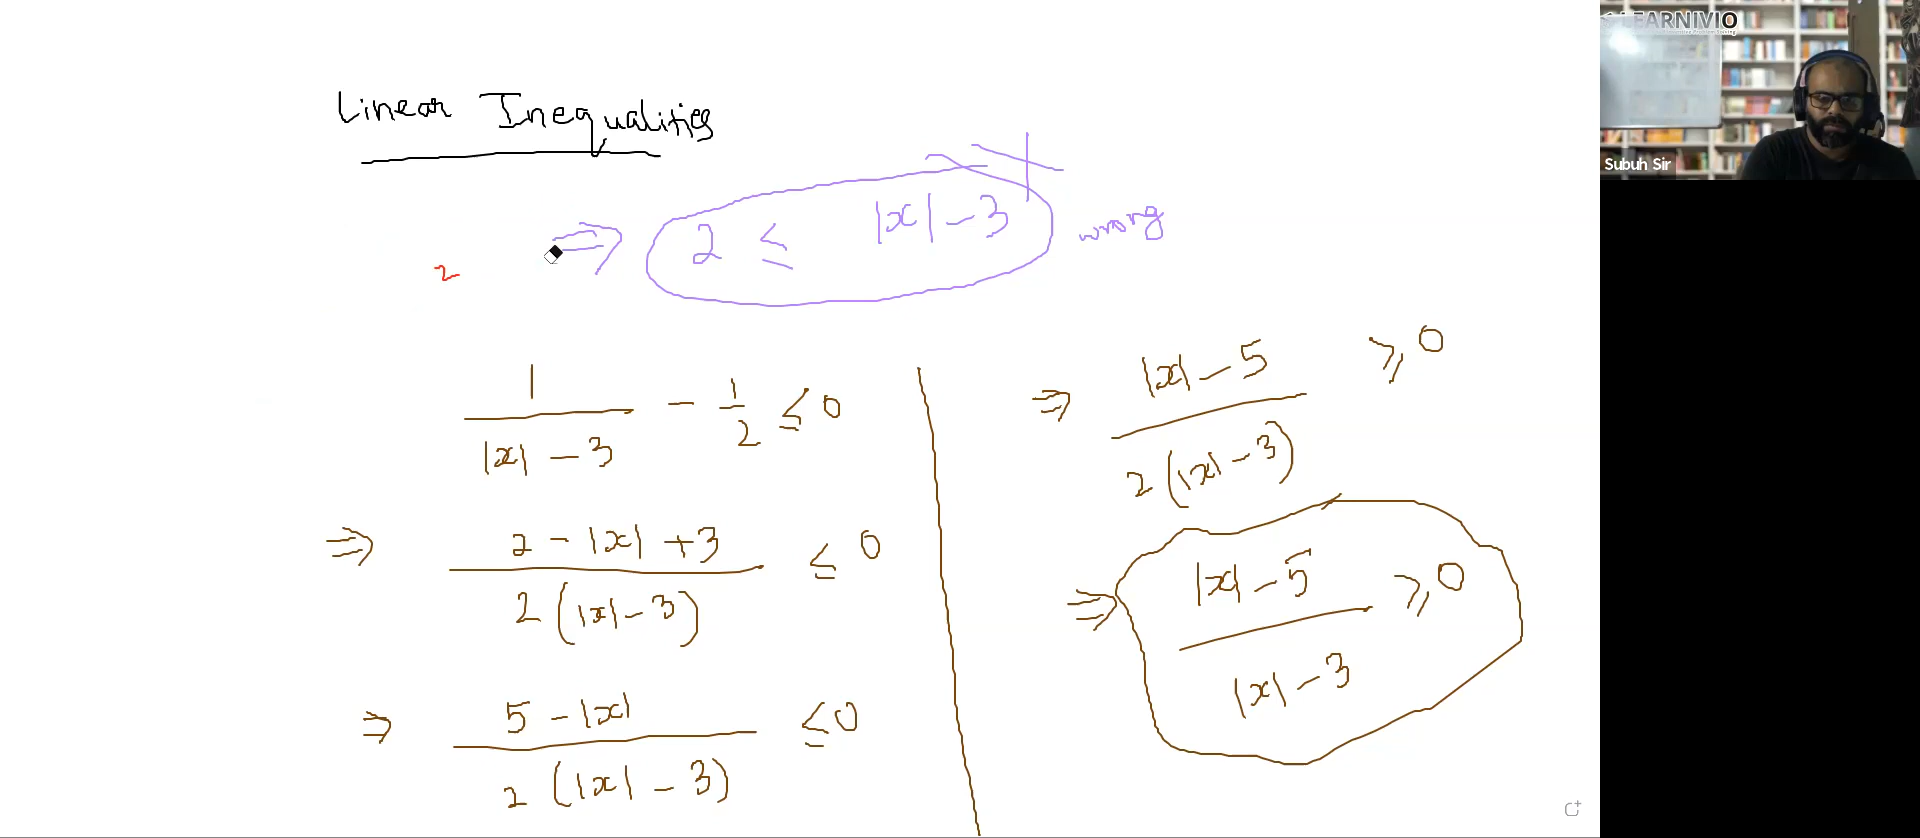 LEARNIVIO
Subuh Sir
Linear Inequalities
⇒ 2 ≤ |x| - 3 wrong
2
1/(|x| - 3) - 1/2 ≤ 0
⇒ (2 - |x| + 3)/(2(|x| - 3)) ≤ 0
⇒ (5 - |x|)/(2(|x| - 3)) ≤ 0
⇒ (|x| - 5)/(2(|x| - 3)) ≥ 0
⇒ (|x| - 5)/(|x| - 3) ≥ 0